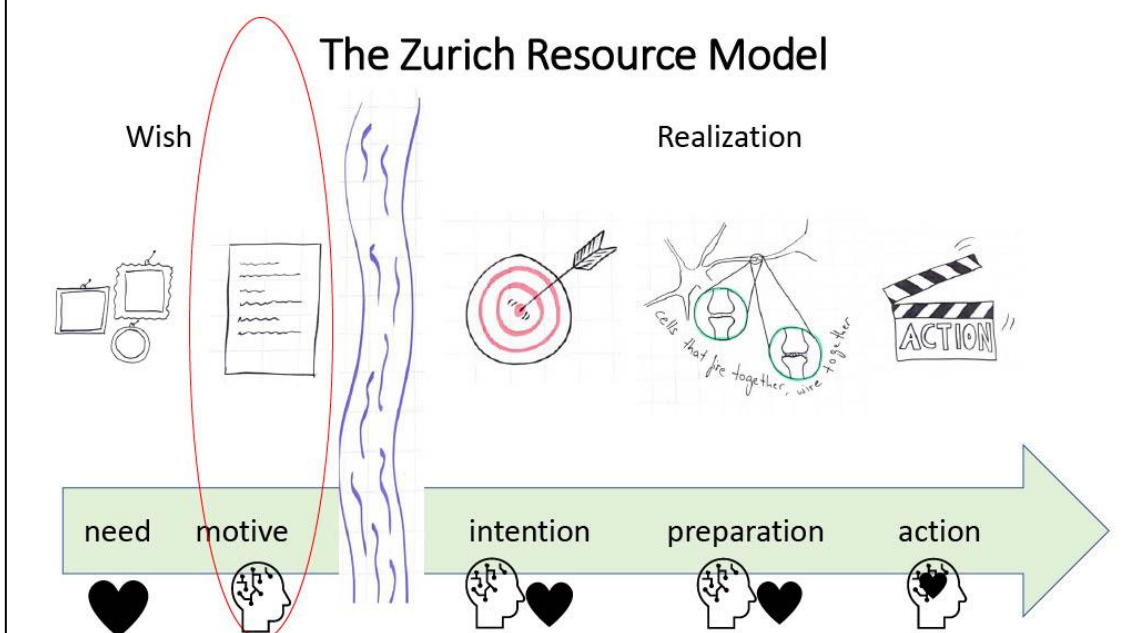 The Zurich Resource Model
Wish
Realization
cells that fire together, wire together
ACTION
need
motive
intention
preparation
action